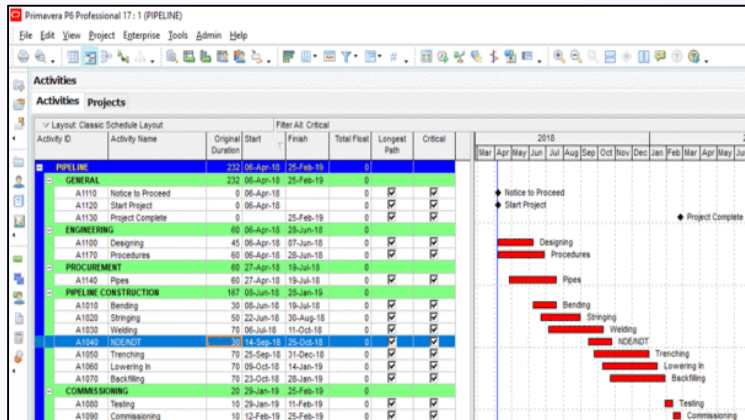 Primavera P6 Professional 17 : 1 (PIPELINE)
File Edit View Project Enterprise Tools Admin Help
Activities
Activities Projects
Layout: Classic Schedule Layout Filter All: Critical
Activity ID Activity Name Original Duration Start Finish Total Float Longest Path Critical 2018
Mar Apr May Jun Jul Aug Sep Oct Nov Dec Jan Feb Mar Apr May Ju
PIPELINE 232 06-Apr-18 25-Feb-19 0
GENERAL 232 06-Apr-18 25-Feb-19 0
A1110 Notice to Proceed 0 06-Apr-18 0 Notice to Proceed
A1120 Start Project 0 06-Apr-18 0 Start Project
A1130 Project Complete 0 25-Feb-19 0 Project Complete
ENGINEERING 60 06-Apr-18 28-Jun-18 0
A1100 Designing 45 06-Apr-18 07-Jun-18 0 Designing
A1170 Procedures 60 06-Apr-18 28-Jun-18 0 Procedures
PROCUREMENT 60 27-Apr-18 19-Jul-18 0
A1140 Pipes 60 27-Apr-18 19-Jul-18 0 Pipes
PIPELINE CONSTRUCTION 167 08-Jun-18 28-Jan-19 0
A1010 Bending 30 08-Jun-18 19-Jul-18 0 Bending
A1020 Stringing 50 22-Jun-18 30-Aug-18 0 Stringing
A1030 Welding 70 06-Jul-18 11-Oct-18 0 Welding
A1040 NDE/NDT 30 14-Sep-18 25-Oct-18 0 NDE/NDT
A1050 Trenching 70 25-Sep-18 31-Dec-18 0 Trenching
A1060 Lowering In 70 09-Oct-18 14-Jan-19 0 Lowering In
A1070 Backfilling 70 23-Oct-18 28-Jan-19 0 Backfilling
COMMISSIONING 20 29-Jan-19 25-Feb-19 0
A1080 Testing 10 29-Jan-19 11-Feb-19 0 Testing
A1090 Commissioning 10 12-Feb-19 25-Feb-19 0 Commissioning